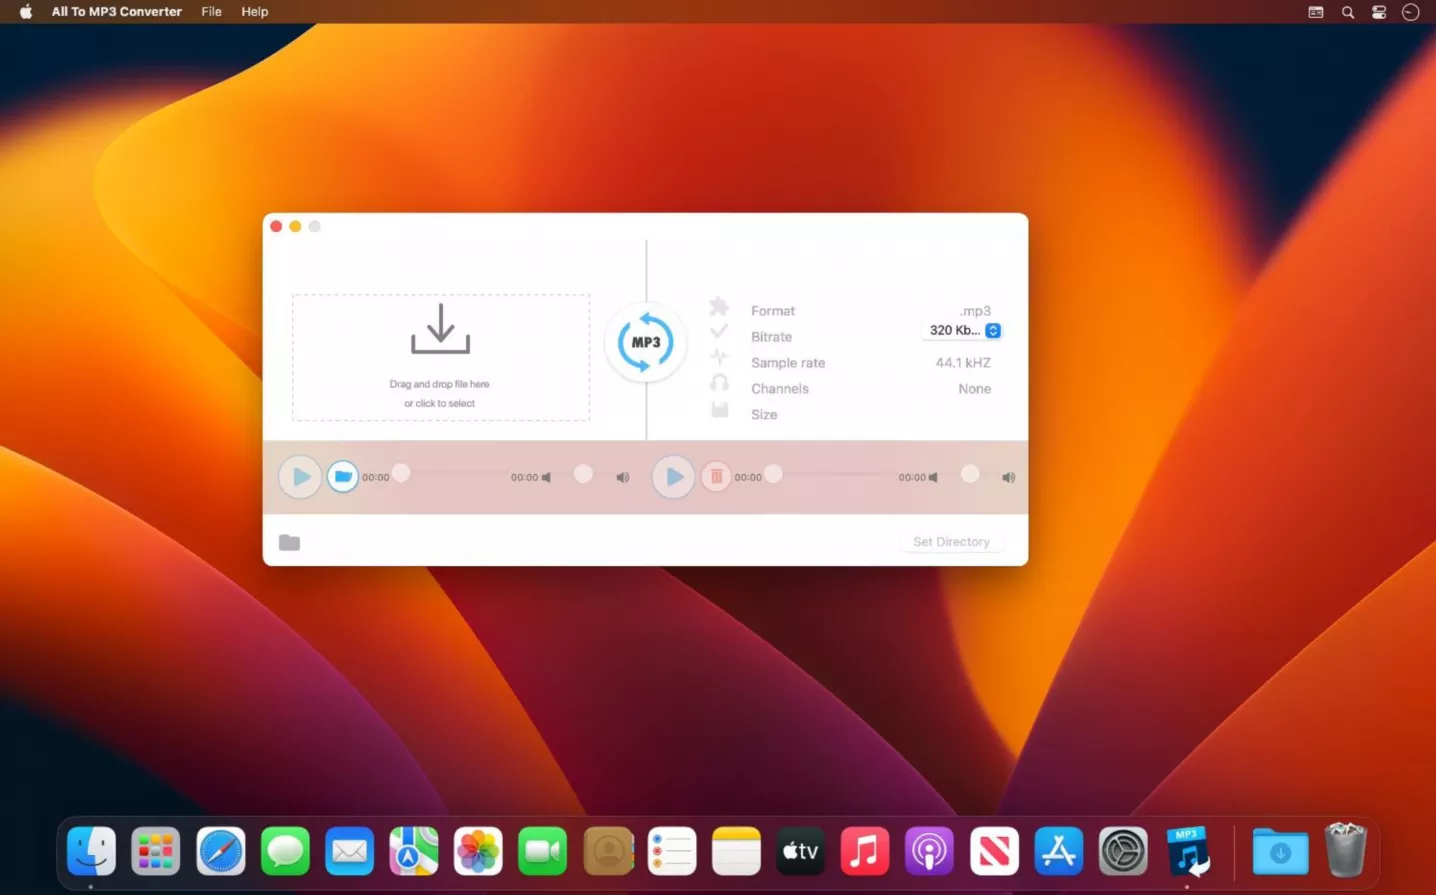 All To MP3 Converter File Help
Drag and drop file here
or click to select
MP3
Format .mp3
Bitrate 320 Kb...
Sample rate 44.1 kHZ
Channels None
Size
00:00 00:00 00:00 00:00
Set Directory
tv MP3